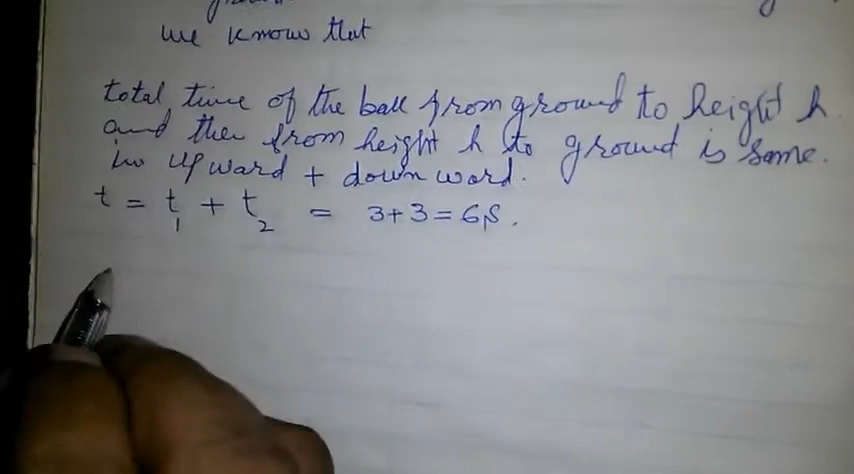 we know that
total time of the ball from ground to height h
and then from height h to ground is same.
in upward + downword.
t = t₁ + t₂ = 3+3=6s.